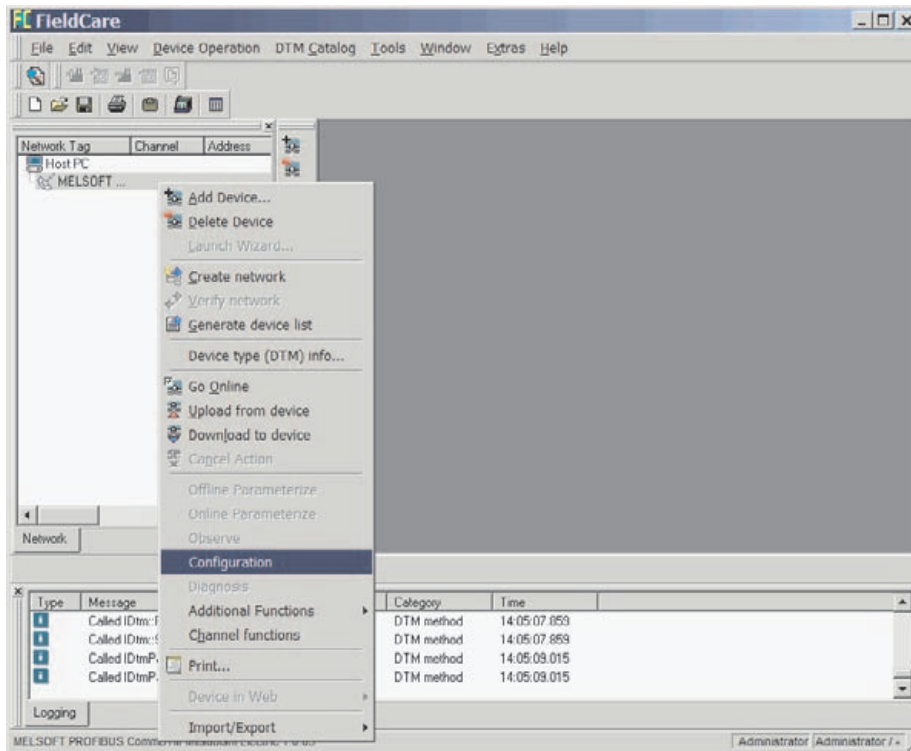 FieldCare
File Edit View Device Operation DTM Catalog Tools Window Extras Help
Network Tag Channel Address
Host PC
MELSOFT ...
Add Device...
Delete Device
Launch Wizard...
Create network
Verify network
Generate device list
Device type (DTM) info...
Go Online
Upload from device
Download to device
Cancel Action
Offline Parameterize
Online Parameterize
Observe
Configuration
Diagnosis
Additional Functions
Channel functions
Print...
Device in Web
Import/Export
Network
Type Message Category Time
Called IDtm:: DTM method 14:05:07.859
Called IDtm:: DTM method 14:05:07.859
Called IDtmP DTM method 14:05:09.015
Called IDtmP DTM method 14:05:09.015
Logging
MELSOFT PROFIBUS Administrator Administrator / -